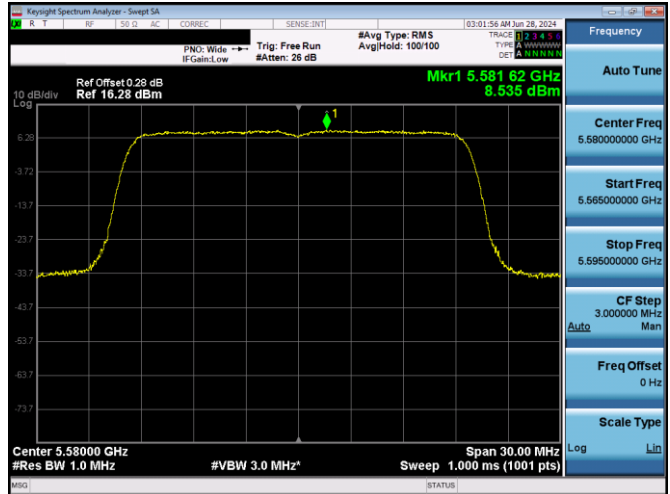 Keysight Spectrum Analyzer - Swept SA
R T RF 50 Ω AC CORREC SENSE:INT 03:01:56 AM Jun 28, 2024
#Avg Type: RMS TRACE 1 2 3 4 5 6
PNO: Wide Trig: Free Run Avg|Hold: 100/100 TYPE A WWWWW
IFGain:Low #Atten: 26 dB DET A N N N N N
Mkr1 5.581 62 GHz
8.535 dBm
Ref Offset 0.28 dB
10 dB/div Ref 16.28 dBm
Log
1
6.28
-3.72
-13.7
-23.7
-33.7
-43.7
-53.7
-63.7
-73.7
Center 5.58000 GHz Span 30.00 MHz
#Res BW 1.0 MHz #VBW 3.0 MHz* Sweep 1.000 ms (1001 pts)
MSG STATUS
Frequency
Auto Tune
Center Freq
5.580000000 GHz
Start Freq
5.565000000 GHz
Stop Freq
5.595000000 GHz
CF Step
3.000000 MHz
Auto Man
Freq Offset
0 Hz
Scale Type
Log Lin